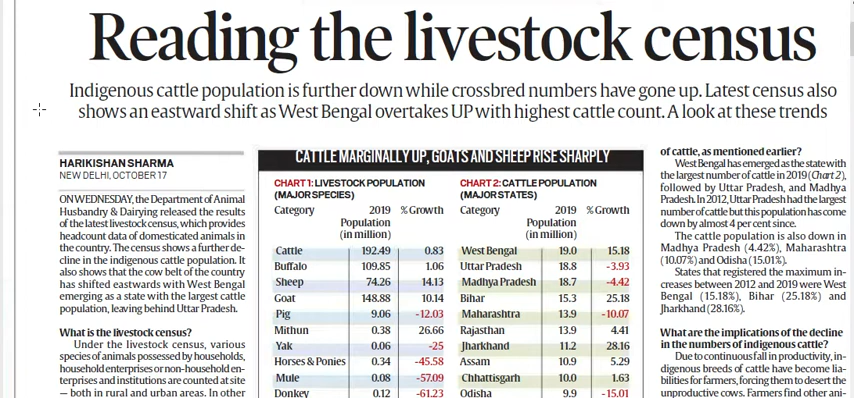 Reading the livestock census
Indigenous cattle population is further down while crossbred numbers have gone up. Latest census also
shows an eastward shift as West Bengal overtakes UP with highest cattle count. A look at these trends
HARIKISHAN SHARMA
NEW DELHI, OCTOBER 17
ON WEDNESDAY, the Department of Animal
Husbandry & Dairying released the results
of the latest livestock census, which provides
headcount data of domesticated animals in
the country. The census shows a further de-
cline in the indigenous cattle population. It
also shows that the cow belt of the country
has shifted eastwards with West Bengal
emerging as a state with the largest cattle
population, leaving behind Uttar Pradesh.
What is the livestock census?
Under the livestock census, various
species of animals possessed by households,
household enterprises or non-household en-
terprises and institutions are counted at site
— both in rural and urban areas. In other
CATTLE MARGINALLY UP, GOATS AND SHEEP RISE SHARPLY
CHART 1: LIVESTOCK POPULATION
(MAJOR SPECIES)
Category 2019 % Growth
Population
(in million)
Cattle 192.49 0.83
Buffalo 109.85 1.06
Sheep 74.26 14.13
Goat 148.88 10.14
Pig 9.06 -12.03
Mithun 0.38 26.66
Yak 0.06 -25
Horses & Ponies 0.34 -45.58
Mule 0.08 -57.09
Donkey 0.12 -61.23
CHART 2: CATTLE POPULATION
(MAJOR STATES)
Category 2019 % Growth
Population
(in million)
West Bengal 19.0 15.18
Uttar Pradesh 18.8 -3.93
Madhya Pradesh 18.7 -4.42
Bihar 15.3 25.18
Maharashtra 13.9 -10.07
Rajasthan 13.9 4.41
Jharkhand 11.2 28.16
Assam 10.9 5.29
Chhattisgarh 10.0 1.63
Odisha 9.9 -15.01
of cattle, as mentioned earlier?
West Bengal has emerged as the state with
the largest number of cattle in 2019 (Chart 2),
followed by Uttar Pradesh, and Madhya
Pradesh. In 2012, Uttar Pradesh had the largest
number of cattle but this population has come
down by almost 4 per cent since.
The cattle population is also down in
Madhya Pradesh (4.42%), Maharashtra
(10.07%) and Odisha (15.01%).
States that registered the maximum in-
creases between 2012 and 2019 were West
Bengal (15.18%), Bihar (25.18%) and
Jharkhand (28.16%).
What are the implications of the decline
in the numbers of indigenous cattle?
Due to continuous fall in productivity, in-
digenous breeds of cattle have become lia-
bilities for farmers, forcing them to desert the
unproductive cows. Farmers find other ani-